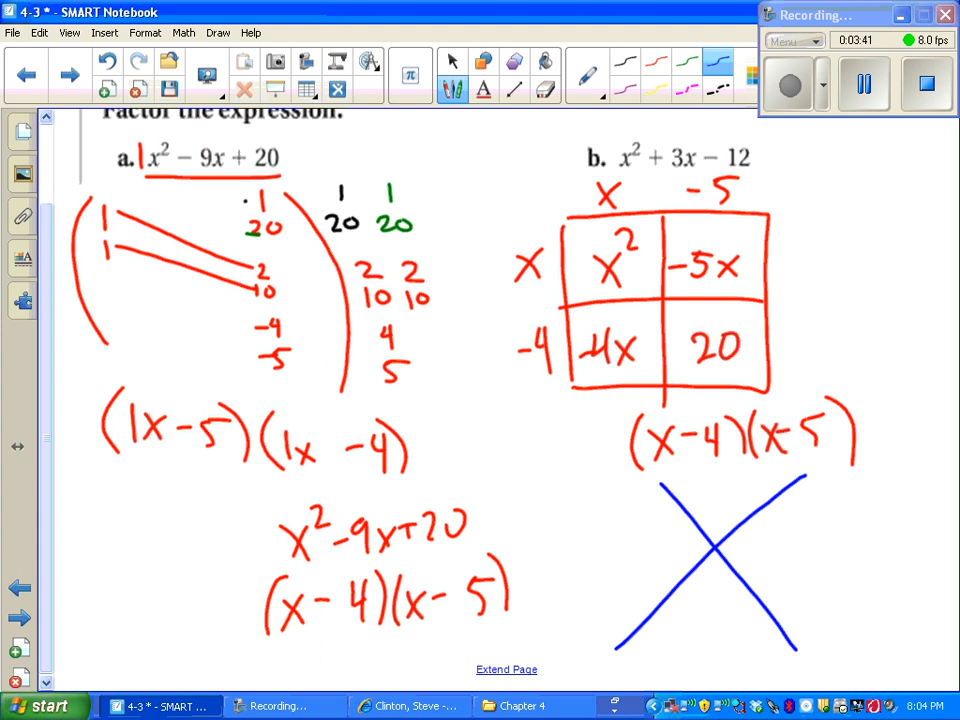 4-3 * - SMART Notebook
Recording...
File Edit View Insert Format Math Draw Help
Menu 00:03:41 8.0 fps
Factor the expression.
a. 1x² − 9x + 20
b. x² + 3x − 12
1 1 1 1
1 20 20 20
2 2 2
10 10 10
-4 4
-5 5
x -5
x x² -5x
-4 -4x 20
(1x - 5)(1x - 4)
(x - 4)(x - 5)
x² - 9x + 20
(x - 4)(x - 5)
Extend Page
start 4-3 * - SMART ... Recording... Clinton, Steve - ... Chapter 4 8:04 PM